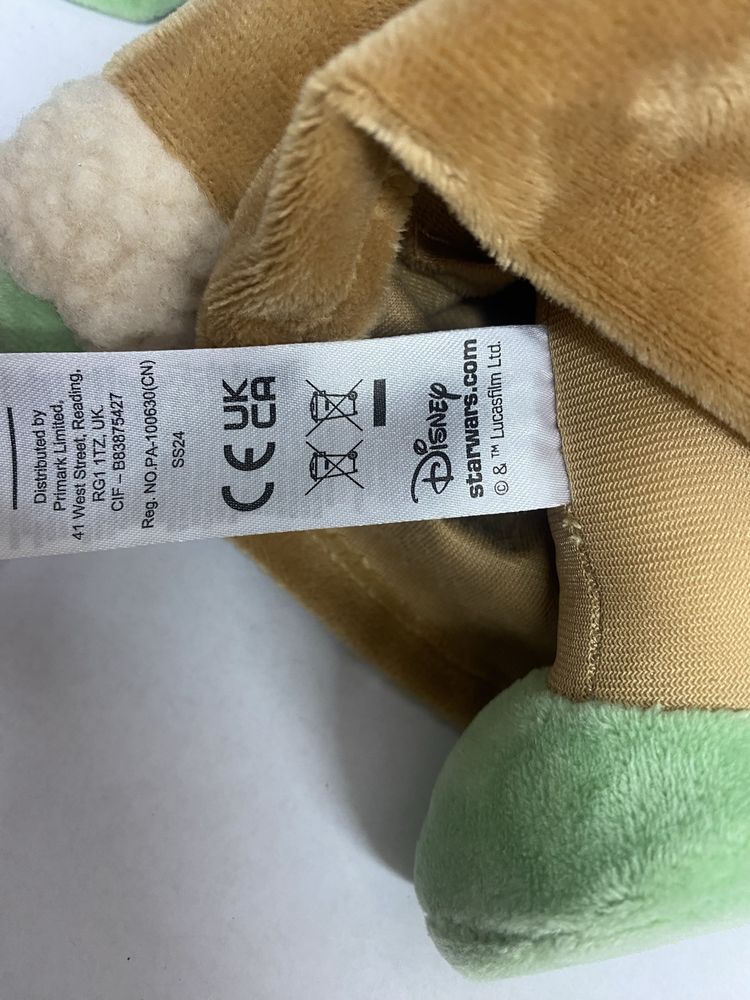 Distributed by
Primark Limited,
41 West Street, Reading,
RG1 1TZ, UK.
CIF – B83875427
Reg. NO.PA-100630(CN)
SS24
CE UK
CA
Disney
starwars.com
© & ™ Lucasfilm Ltd.